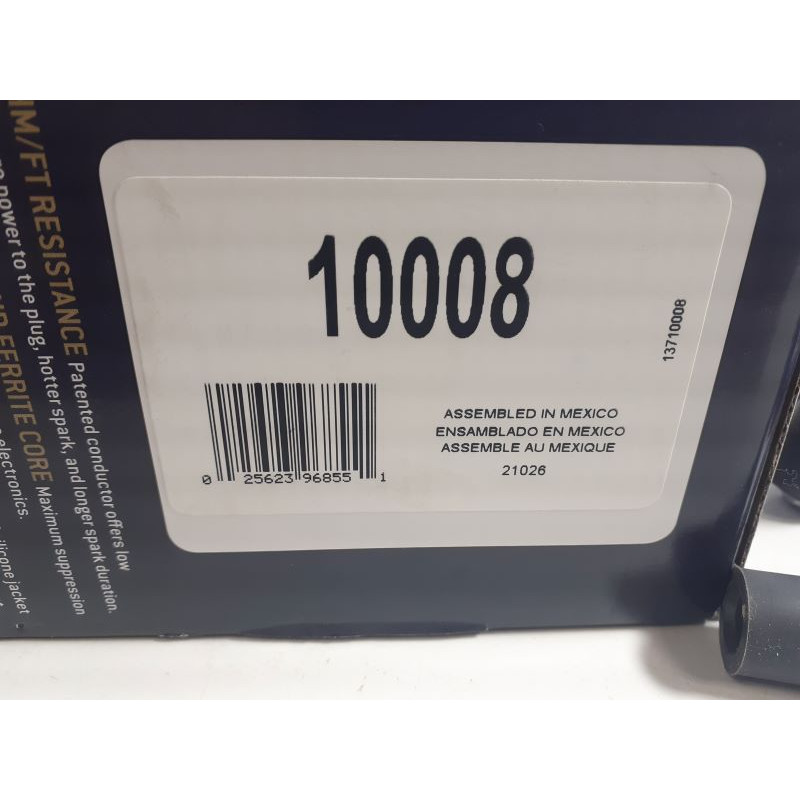 10008
13710008
ASSEMBLED IN MEXICO
ENSAMBLADO EN MEXICO
ASSEMBLE AU MEXIQUE
21026
0 25623 96855 1
/FT RESISTANCE Patented conductor offers low
power to the plug, hotter spark, and longer spark duration.
FERRITE CORE Maximum suppression
electronics.
jacket